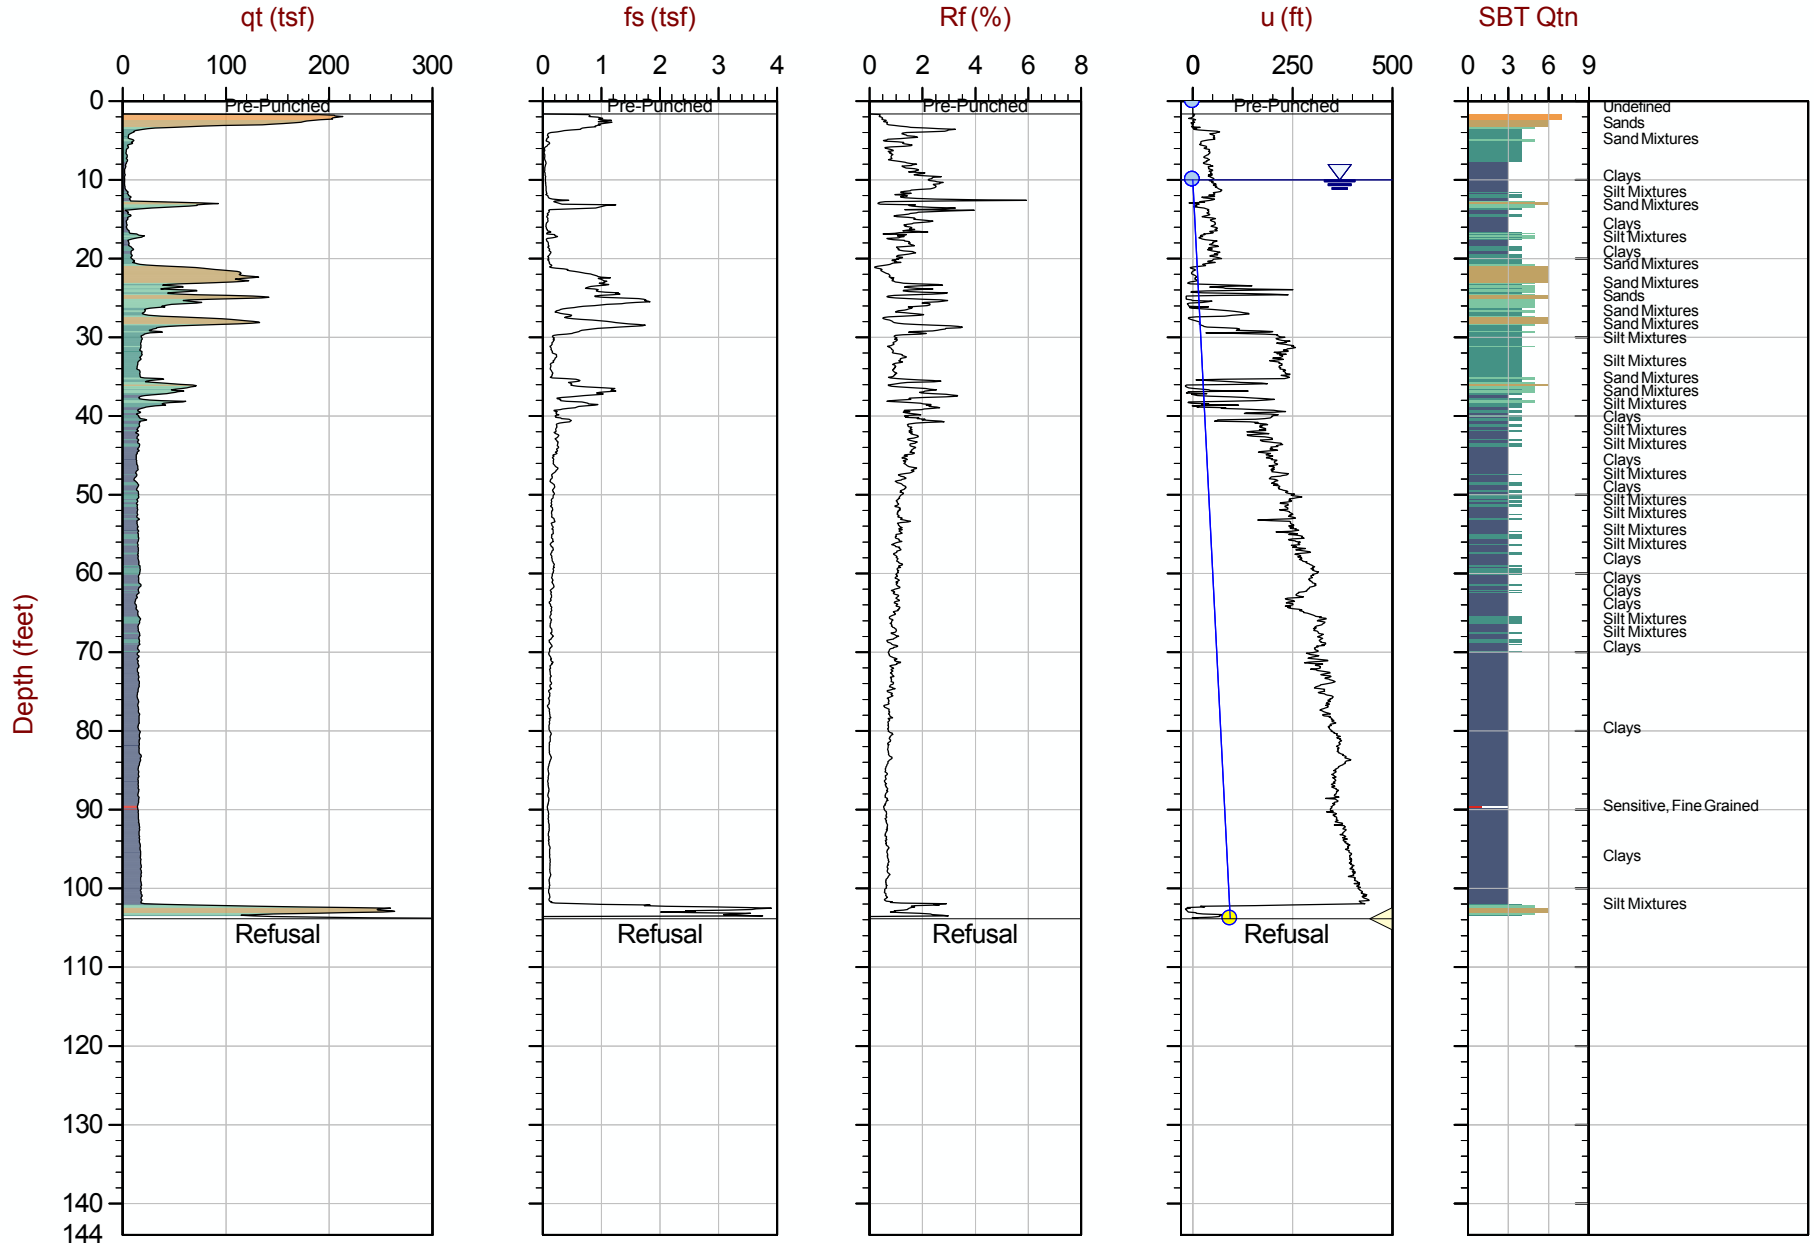 qt (tsf)
fs (tsf)
Rf (%)
u (ft)
SBT Qtn
0 100 200 300
0 1 2 3 4
0 2 4 6 8
0 250 500
0 3 6 9
Depth (feet)
0
10
20
30
40
50
60
70
80
90
100
110
120
130
140
144
Pre-Punched
Pre-Punched
Pre-Punched
Pre-Punched
Refusal
Refusal
Refusal
Refusal
Undefined
Sands
Sand Mixtures
Clays
Silt Mixtures
Sand Mixtures
Clays
Silt Mixtures
Clays
Sand Mixtures
Sand Mixtures
Sands
Sand Mixtures
Sand Mixtures
Silt Mixtures
Silt Mixtures
Sand Mixtures
Sand Mixtures
Silt Mixtures
Clays
Silt Mixtures
Silt Mixtures
Clays
Silt Mixtures
Clays
Silt Mixtures
Silt Mixtures
Silt Mixtures
Silt Mixtures
Clays
Clays
Clays
Clays
Silt Mixtures
Silt Mixtures
Clays
Clays
Sensitive, Fine Grained
Clays
Silt Mixtures